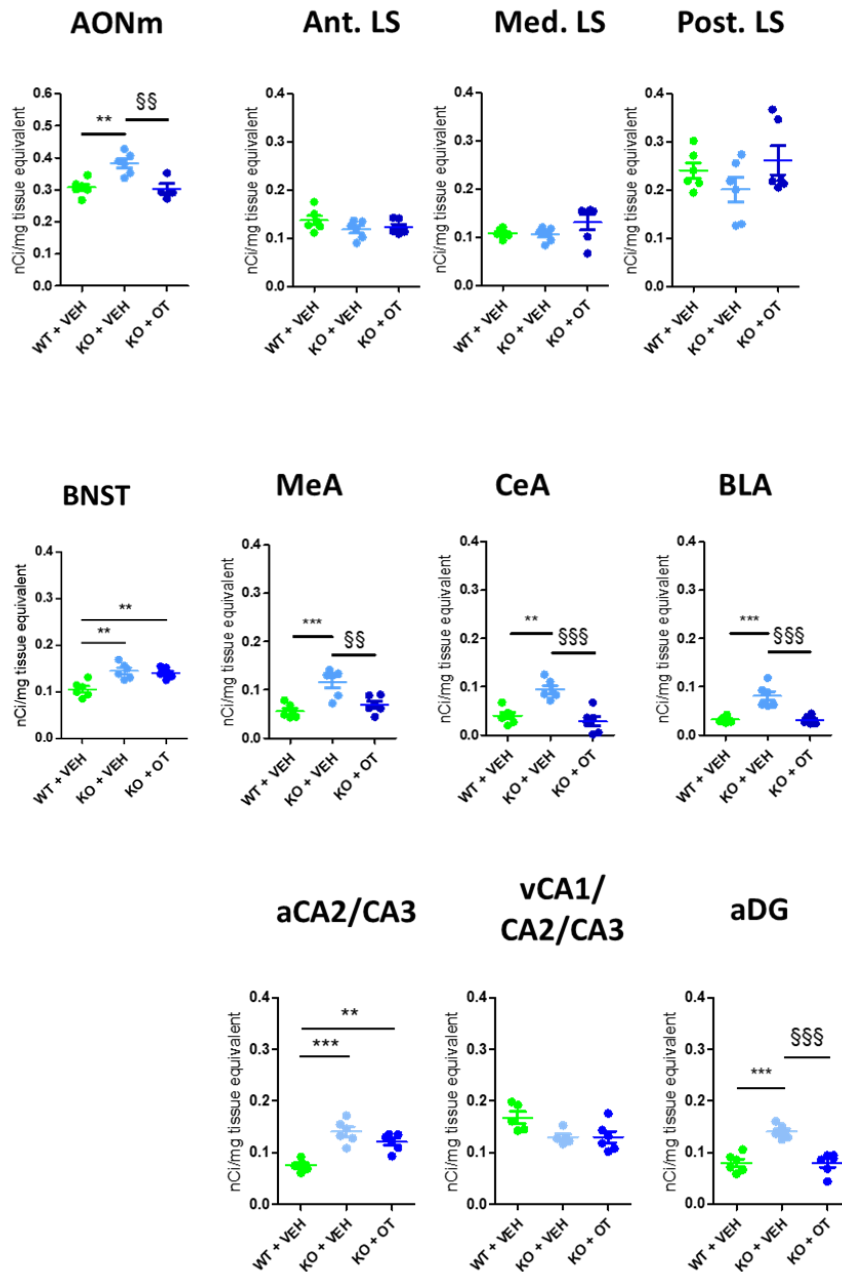 AONm
Ant. LS
Med. LS
Post. LS
nCi/mg tissue equivalent
0.6
0.5
0.4
0.3
0.2
0.1
0.0
**
§§
WT + VEH
KO + VEH
KO + OT
nCi/mg tissue equivalent
0.4
0.3
0.2
0.1
0.0
WT + VEH
KO + VEH
KO + OT
nCi/mg tissue equivalent
0.4
0.3
0.2
0.1
0.0
WT + VEH
KO + VEH
KO + OT
nCi/mg tissue equivalent
0.4
0.3
0.2
0.1
0.0
WT + VEH
KO + VEH
KO + OT
BNST
MeA
CeA
BLA
nCi/mg tissue equivalent
0.4
0.3
0.2
0.1
0.0
**
**
WT + VEH
KO + VEH
KO + OT
nCi/mg tissue equivalent
0.4
0.3
0.2
0.1
0.0
***
§§
WT + VEH
KO + VEH
KO + OT
nCi/mg tissue equivalent
0.4
0.3
0.2
0.1
0.0
**
§§§
WT + VEH
KO + VEH
KO + OT
nCi/mg tissue equivalent
0.4
0.3
0.2
0.1
0.0
***
§§§
WT + VEH
KO + VEH
KO + OT
aCA2/CA3
vCA1/
CA2/CA3
aDG
nCi/mg tissue equivalent
0.4
0.3
0.2
0.1
0.0
**
***
WT + VEH
KO + VEH
KO + OT
nCi/mg tissue equivalent
0.4
0.3
0.2
0.1
0.0
WT + VEH
KO + VEH
KO + OT
nCi/mg tissue equivalent
0.4
0.3
0.2
0.1
0.0
***
§§§
WT + VEH
KO + VEH
KO + OT